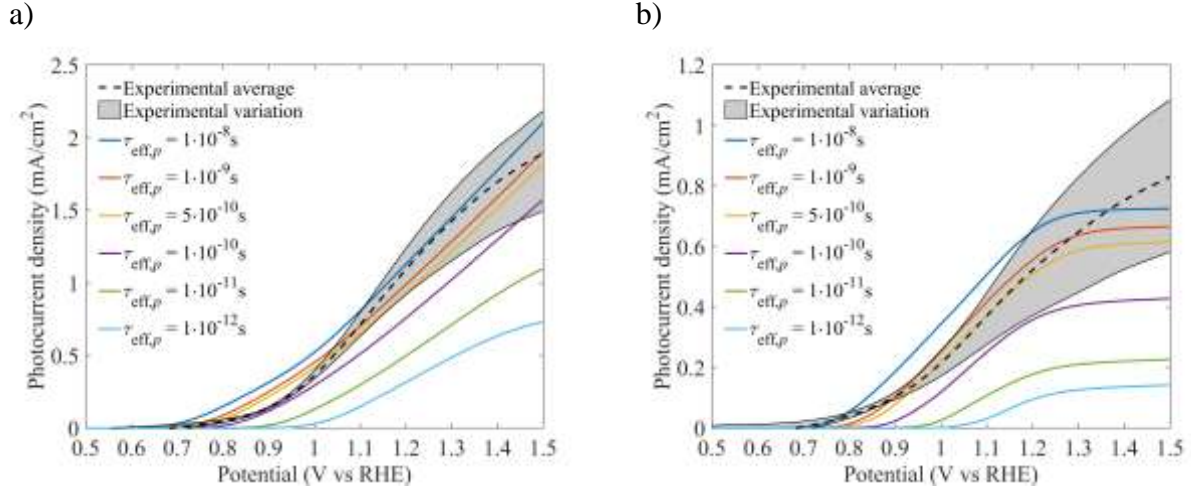 a)
b)
2.5
2
1.5
1
0.5
0
Photocurrent density (mA/cm²)
Experimental average
Experimental variation
τeff,p = 1·10⁻⁸s
τeff,p = 1·10⁻⁹s
τeff,p = 5·10⁻¹⁰s
τeff,p = 1·10⁻¹⁰s
τeff,p = 1·10⁻¹¹s
τeff,p = 1·10⁻¹²s
0.5 0.6 0.7 0.8 0.9 1 1.1 1.2 1.3 1.4 1.5
Potential (V vs RHE)
1.2
1
0.8
0.6
0.4
0.2
0
Photocurrent density (mA/cm²)
Experimental average
Experimental variation
τeff,p = 1·10⁻⁸s
τeff,p = 1·10⁻⁹s
τeff,p = 5·10⁻¹⁰s
τeff,p = 1·10⁻¹⁰s
τeff,p = 1·10⁻¹¹s
τeff,p = 1·10⁻¹²s
0.5 0.6 0.7 0.8 0.9 1 1.1 1.2 1.3 1.4 1.5
Potential (V vs RHE)